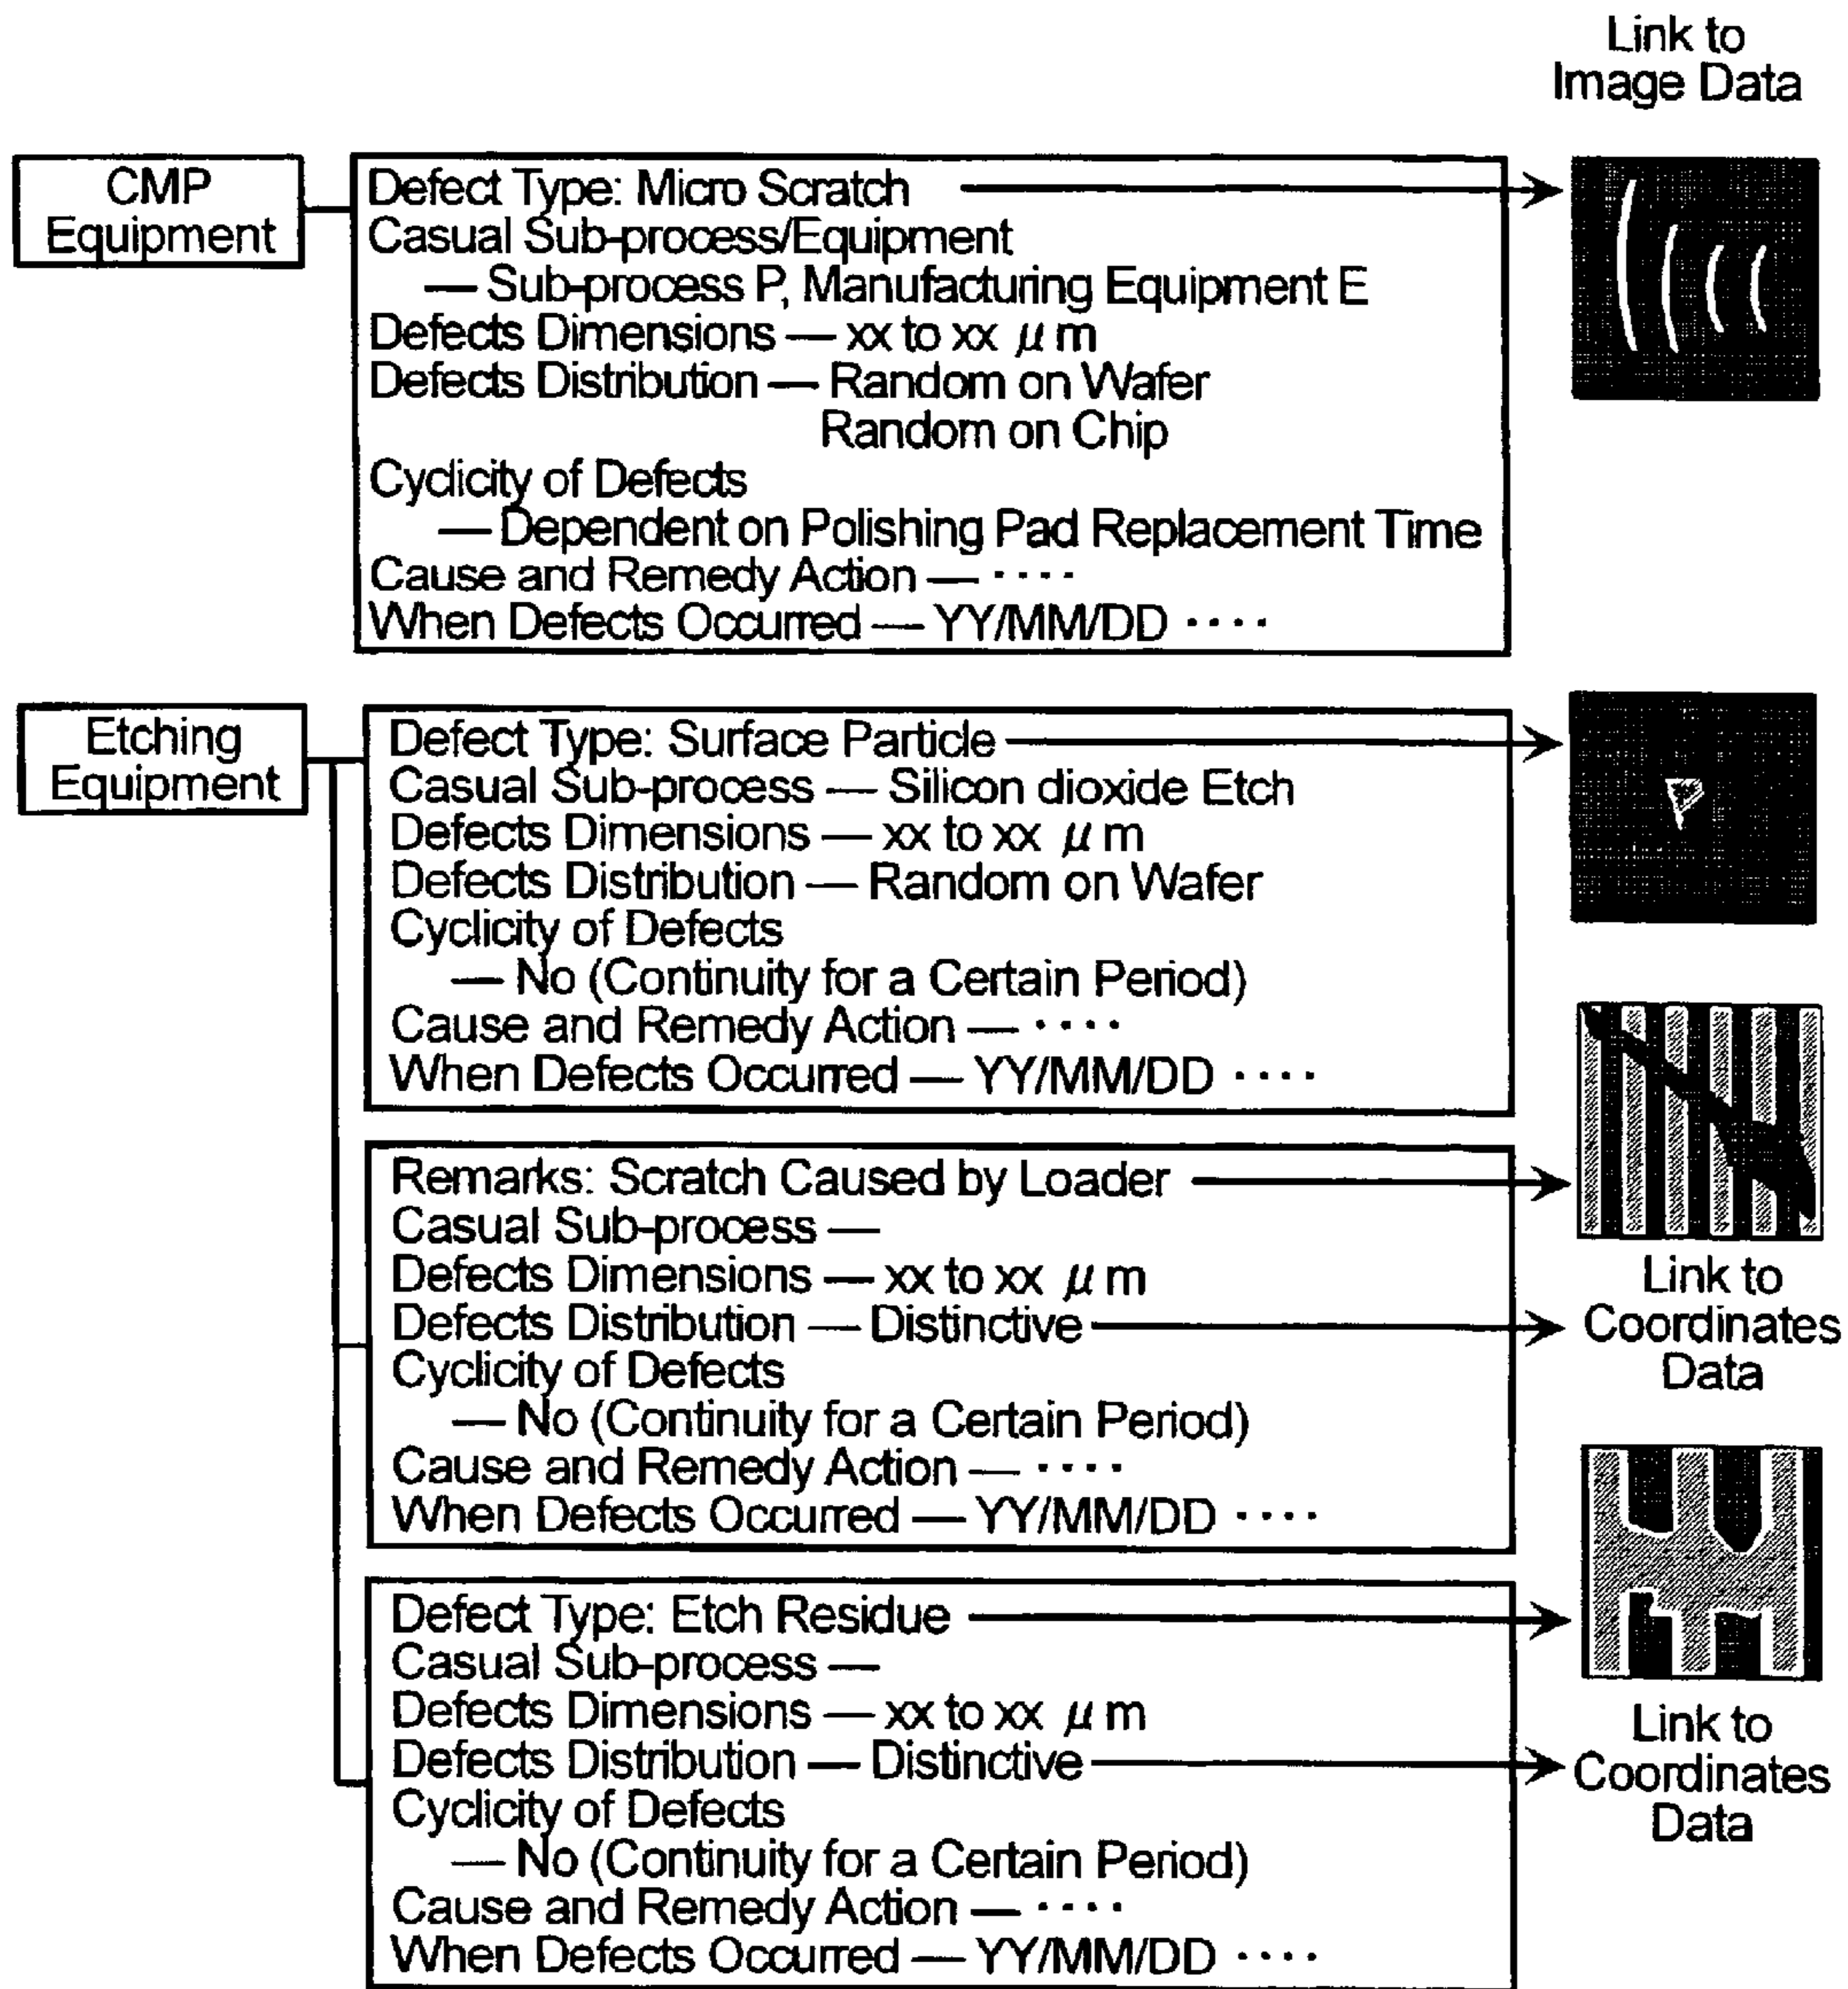 Link to
Image Data
CMP
Equipment
Defect Type: Micro Scratch
Casual Sub-process/Equipment
— Sub-process P, Manufacturing Equipment E
Defects Dimensions — xx to xx μm
Defects Distribution — Random on Wafer
Random on Chip
Cyclicity of Defects
— Dependent on Polishing Pad Replacement Time
Cause and Remedy Action — ····
When Defects Occurred — YY/MM/DD ····
Etching
Equipment
Defect Type: Surface Particle
Casual Sub-process — Silicon dioxide Etch
Defects Dimensions — xx to xx μm
Defects Distribution — Random on Wafer
Cyclicity of Defects
— No (Continuity for a Certain Period)
Cause and Remedy Action — ····
When Defects Occurred — YY/MM/DD ····
Remarks: Scratch Caused by Loader
Casual Sub-process —
Defects Dimensions — xx to xx μm
Defects Distribution — Distinctive
Link to
Coordinates
Data
Cyclicity of Defects
— No (Continuity for a Certain Period)
Cause and Remedy Action — ····
When Defects Occurred — YY/MM/DD ····
Defect Type: Etch Residue
Casual Sub-process —
Defects Dimensions — xx to xx μm
Defects Distribution — Distinctive
Link to
Coordinates
Data
Cyclicity of Defects
— No (Continuity for a Certain Period)
Cause and Remedy Action — ····
When Defects Occurred — YY/MM/DD ····